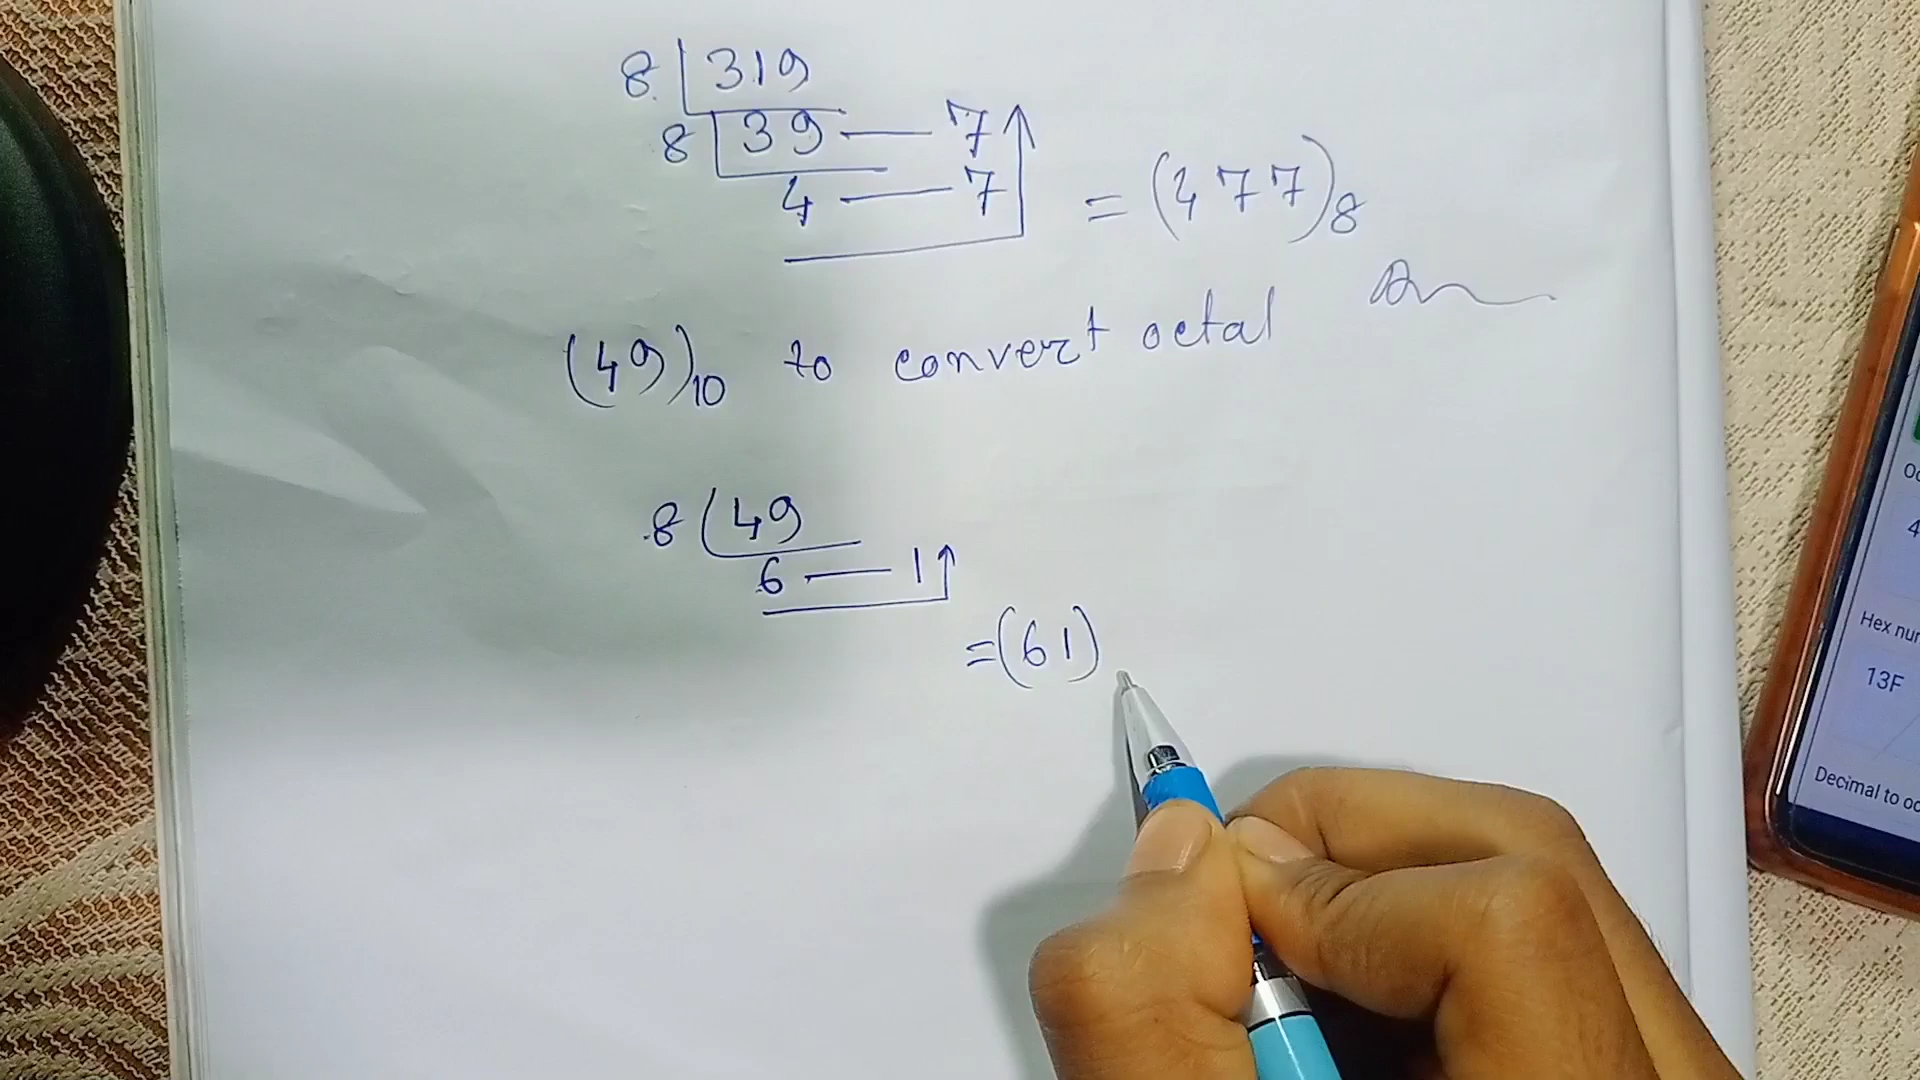 8 319
8 39 — 7
4 — 7
= (477)8
(49)10 to convert octal
8 49
6 — 1
= (61)
Hex nu
13F
Decimal to oc